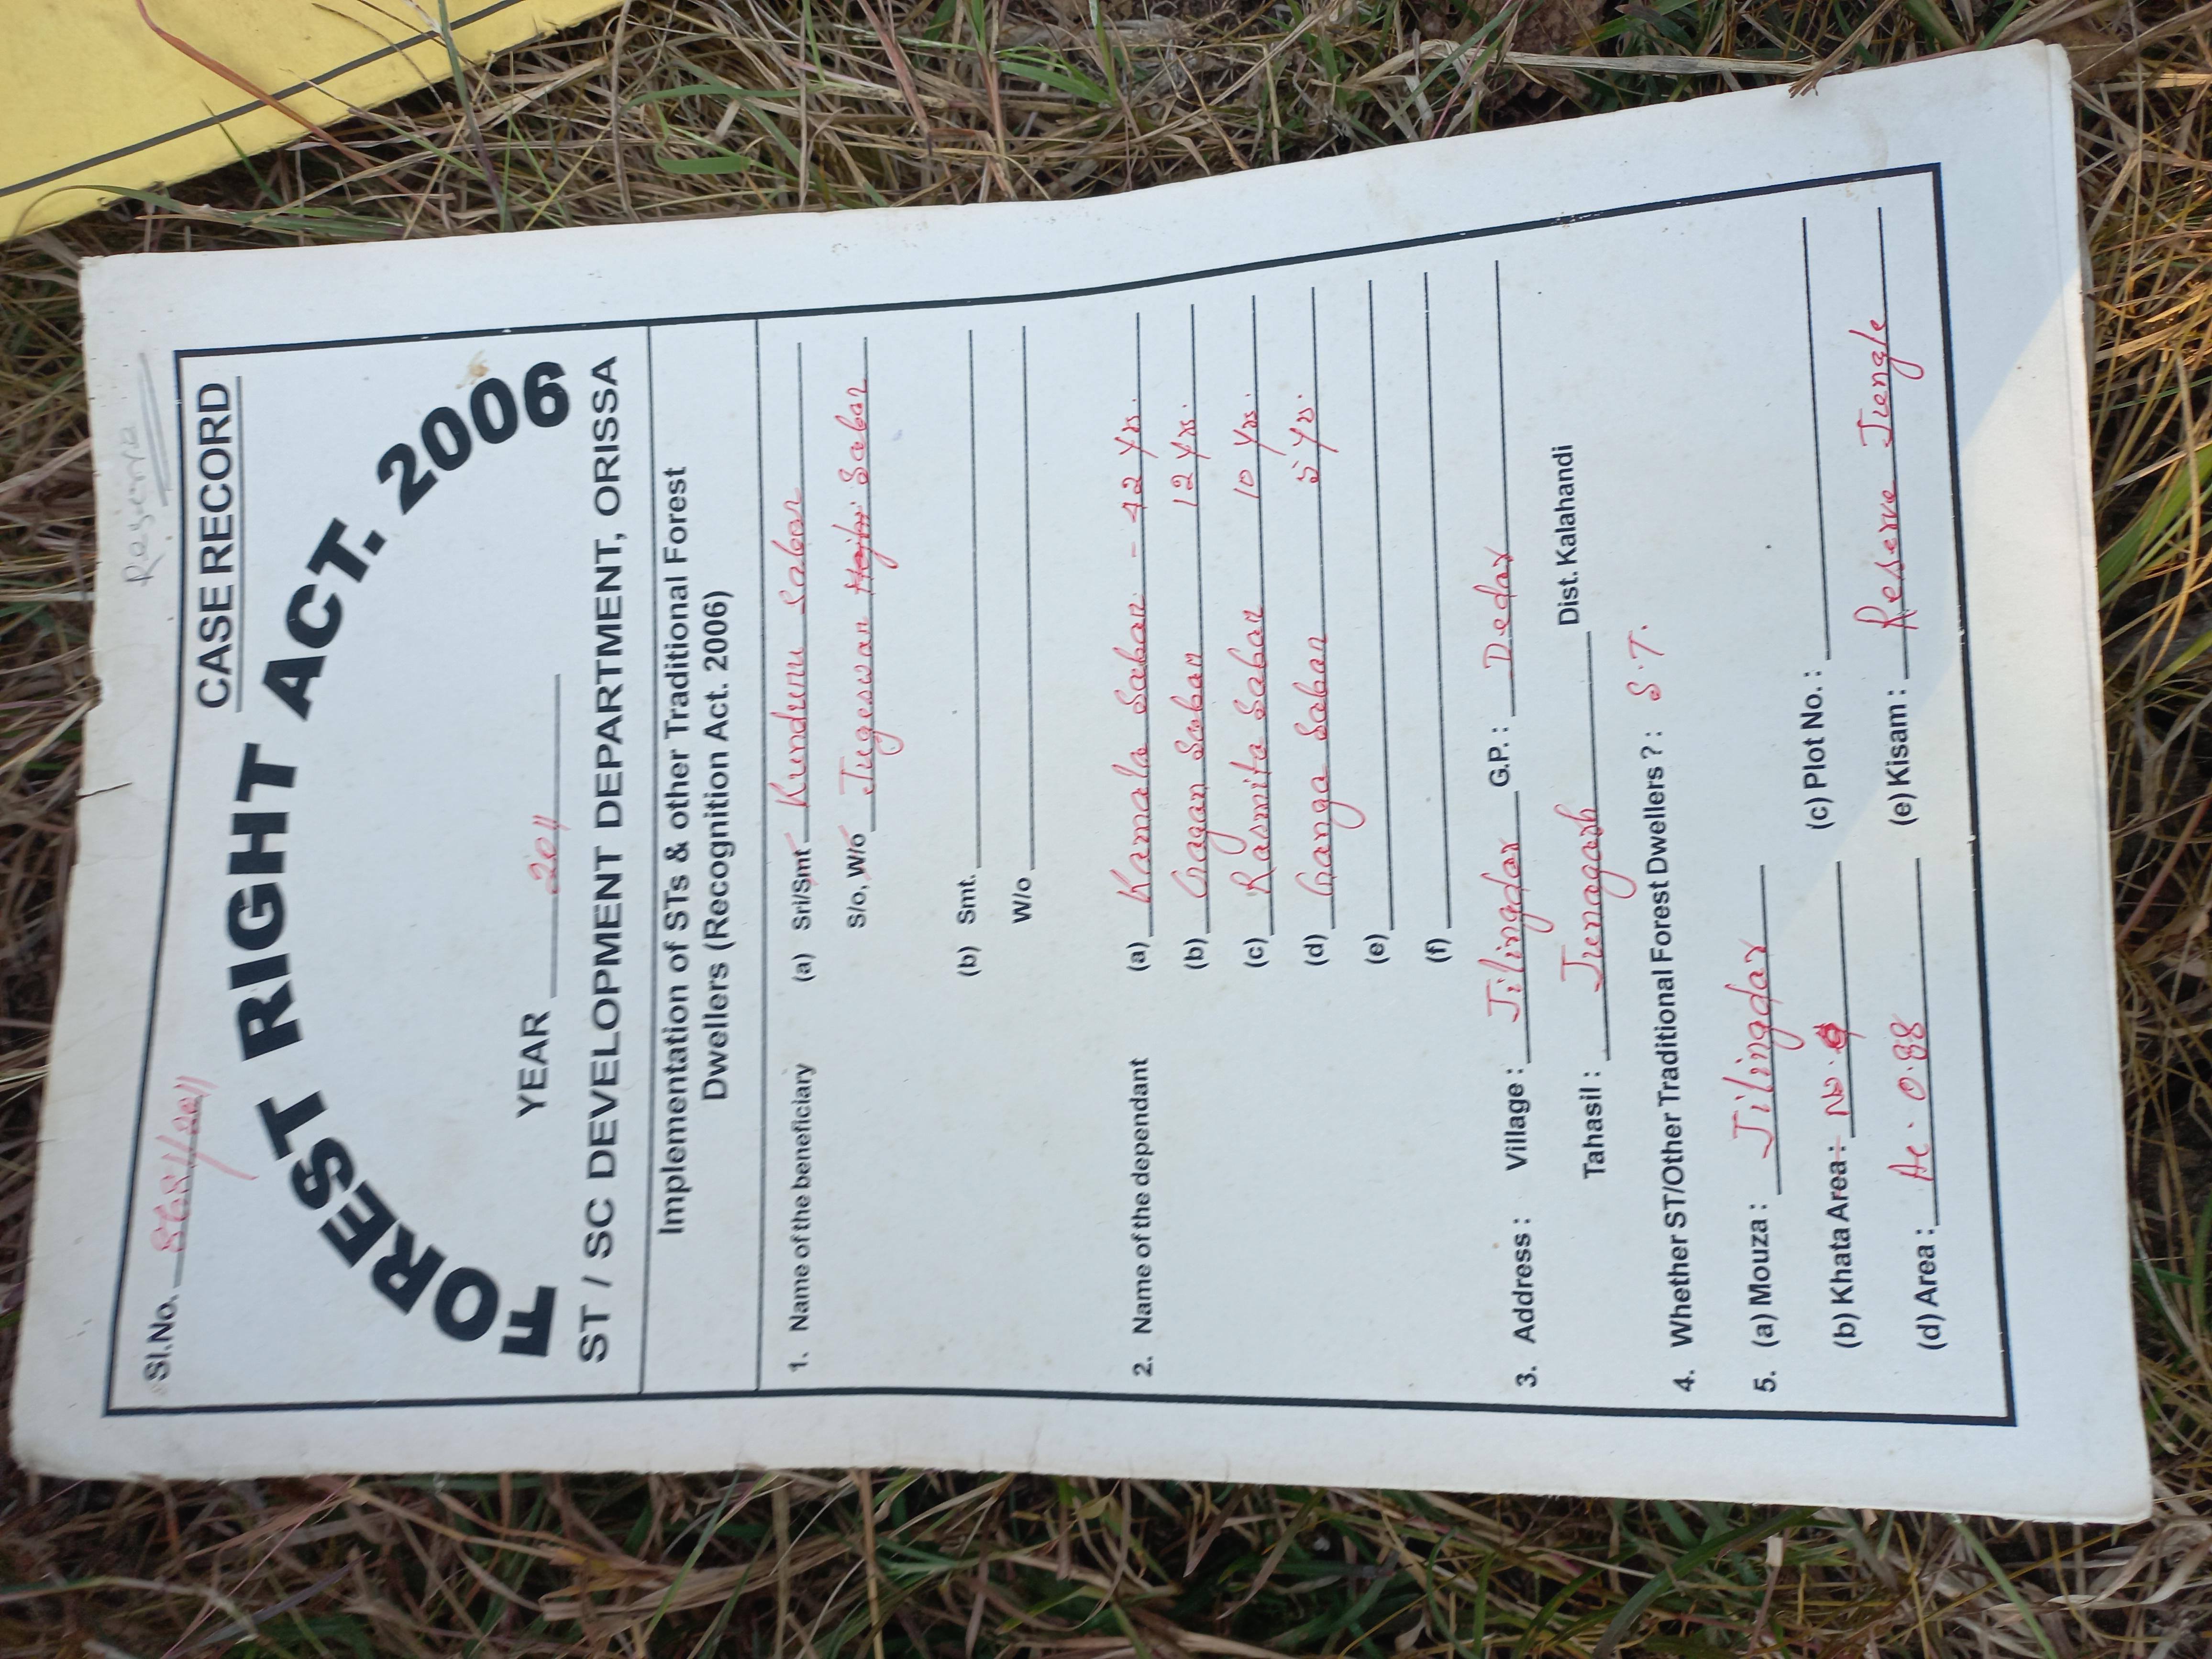 Reserve
Sl.No. 868/2011 CASE RECORD
FOREST RIGHT ACT. 2006
YEAR 2011
ST / SC DEVELOPMENT DEPARTMENT, ORISSA
Implementation of STs & other Traditional Forest
Dwellers (Recognition Act. 2006)
1. Name of the beneficiary (a) Sri/Smt Kunduru Sabar
S/o, W/o Jugeswar Sabar
(b) Smt.
W/o
2. Name of the dependant (a) Kamala Sabar - 42 Yrs.
(b) Gagan Sabar 12 Yrs.
(c) Rasmita Sabar 10 Yrs.
(d) Ganga Sabar 5 Yrs.
(e)
(f)
3. Address : Village : Jilingdar G.P. : Dedar
Tahasil : Junagarh Dist. Kalahandi
4. Whether ST/Other Traditional Forest Dwellers ? : S.T.
5. (a) Mouza : Jilingdar
(b) Khata Area : No. 9 (c) Plot No. :
(d) Area : Ac. 0.88 (e) Kisam : Reserve Jungle